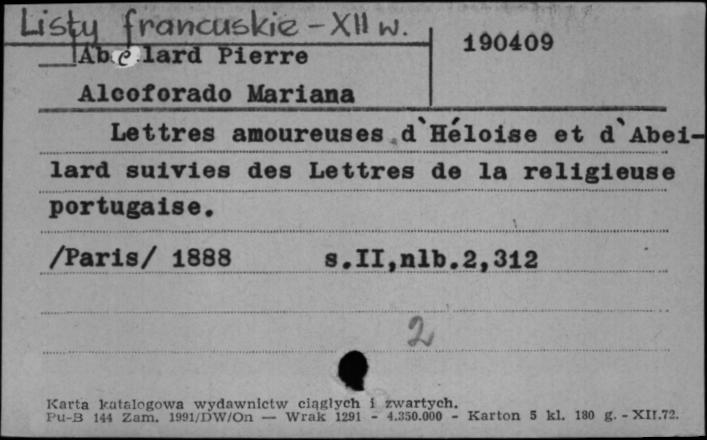 Listy francuskie - XII w.
Abelard Pierre
190409
Alcoforado Mariana
Lettres amoureuses d`Héloise et d`Abei-
lard suivies des Lettres de la religieuse
portugaise.
/Paris/ 1888 s.II,nlb.2,312
2
Karta katalogowa wydawnictw ciągłych i zwartych.
Pu-B 144 Zam. 1991/DW/On — Wrak 1291 - 4.350.000 - Karton 5 kl. 180 g. - XII.72.